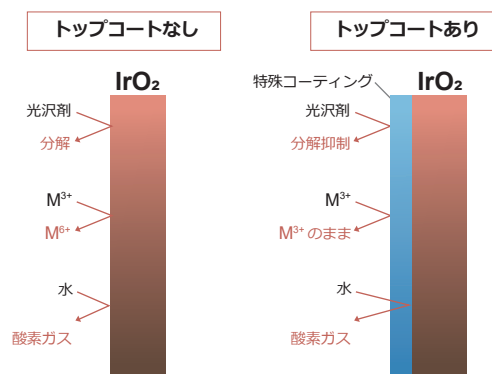 トップコートなし
IrO₂
光沢剤
分解
M³⁺
M⁶⁺
水
酸素ガス
トップコートあり
特殊コーティング
IrO₂
光沢剤
分解抑制
M³⁺
M³⁺のまま
水
酸素ガス